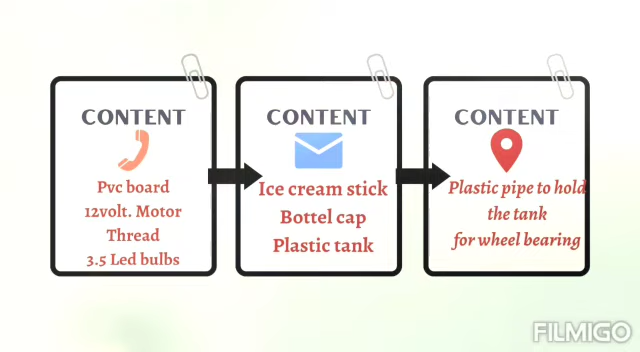 CONTENT
Pvc board
12volt. Motor
Thread
3.5 Led bulbs
CONTENT
Ice cream stick
Bottel cap
Plastic tank
CONTENT
Plastic pipe to hold
the tank
for wheel bearing
FILMIGO